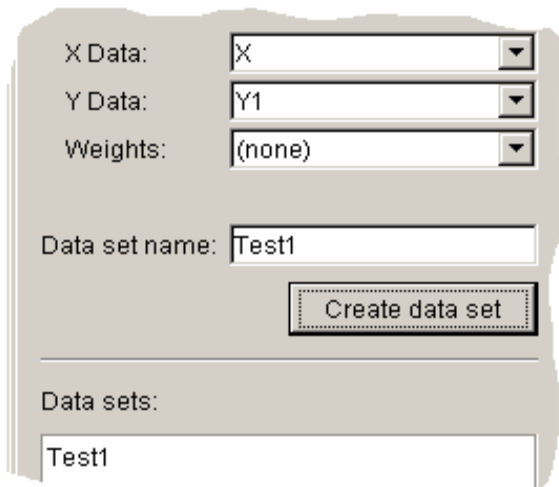 X Data: X
Y Data: Y1
Weights: (none)
Data set name: Test1
Create data set
Data sets:
Test1